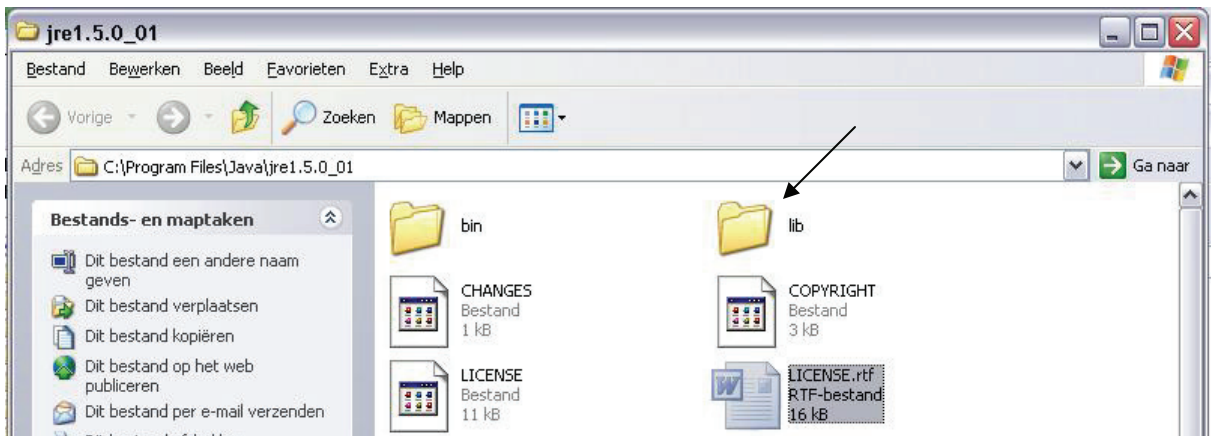 jre1.5.0_01
Bestand Bewerken Beeld Favorieten Extra Help
Vorige Zoeken Mappen
Adres C:\Program Files\Java\jre1.5.0_01 Ga naar
Bestands- en maptaken
Dit bestand een andere naam
geven
Dit bestand verplaatsen
Dit bestand kopiëren
Dit bestand op het web
publiceren
Dit bestand per e-mail verzenden
bin
lib
CHANGES
Bestand
1 kB
COPYRIGHT
Bestand
3 kB
LICENSE
Bestand
11 kB
LICENSE.rtf
RTF-bestand
16 kB